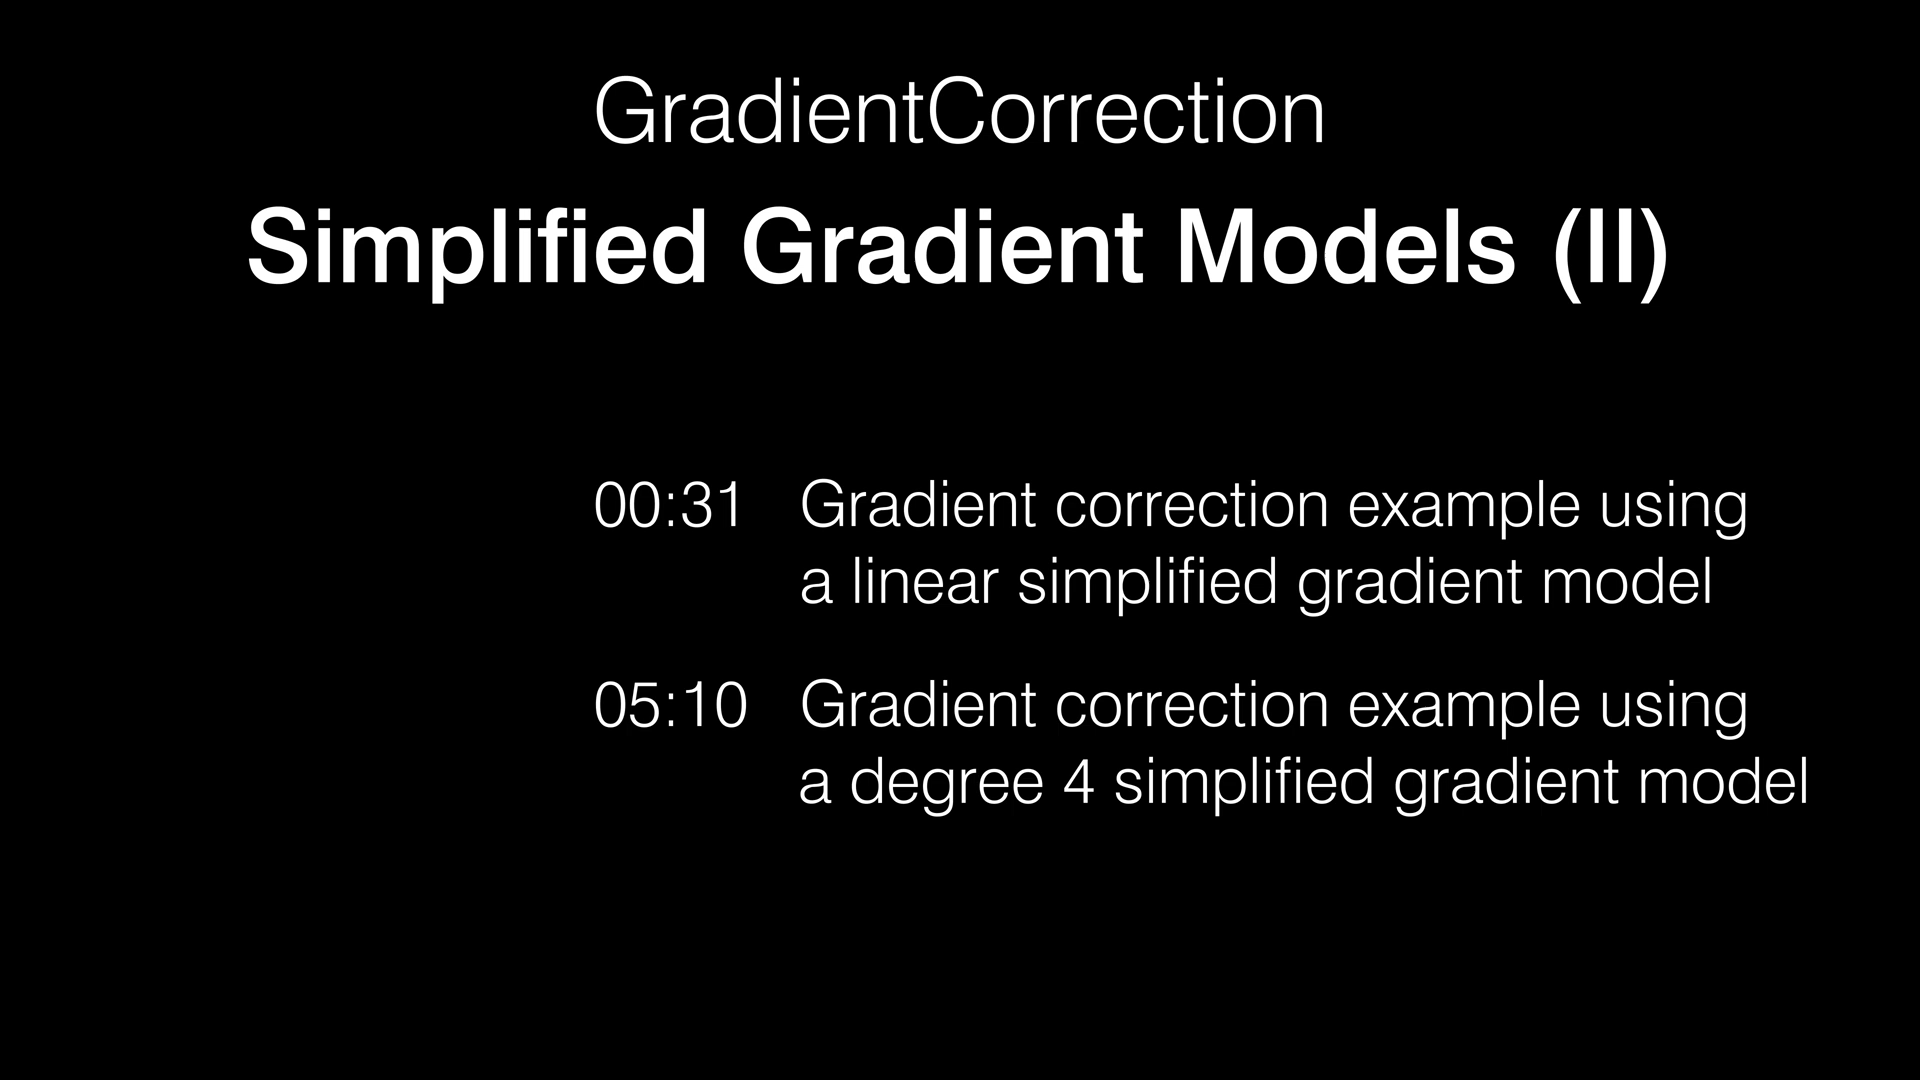 GradientCorrection
Simplified Gradient Models (II)
00:31 Gradient correction example using
a linear simplified gradient model
05:10 Gradient correction example using
a degree 4 simplified gradient model